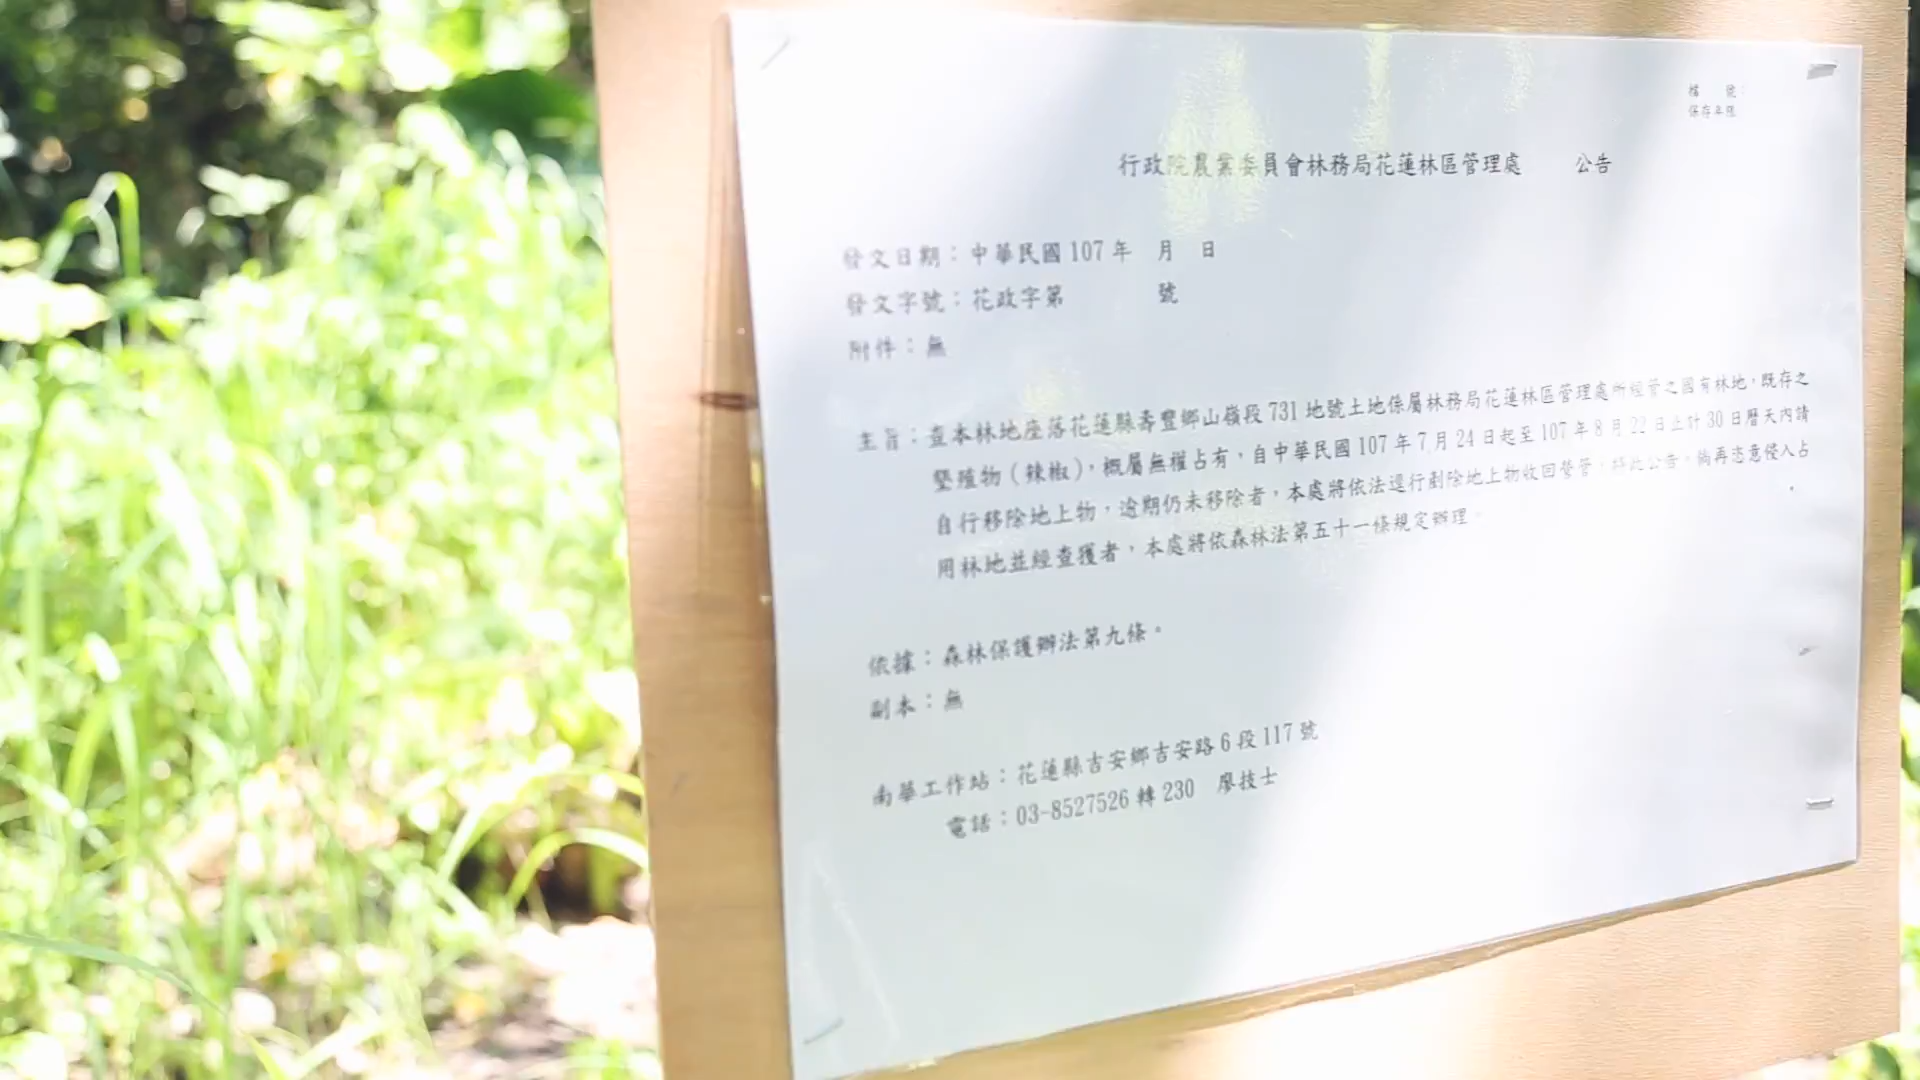 檔　　號：
保存年限
行政院農業委員會林務局花蓮林區管理處　　公告
發文日期：中華民國 107 年　月　日
發文字號：花政字第　　　　號
附件：無
主旨：查本林地座落花蓮縣壽豐鄉山嶺段 731 地號土地係屬林務局花蓮林區管理處所經管之國有林地，既存之
墾殖物（辣椒），概屬無權占有，自中華民國 107 年 7 月 24 日起至 107 年 8 月 22 日止計 30 日曆天內請
自行移除地上物，逾期仍未移除者，本處將依法逕行剷除地上物收回營管，特此公告。倘再恣意侵入占
用林地並經查獲者，本處將依森林法第五十一條規定辦理。
依據：森林保護辦法第九條。
副本：無
南華工作站：花蓮縣吉安鄉吉安路 6 段 117 號
電話：03-8527526 轉 230　廖技士